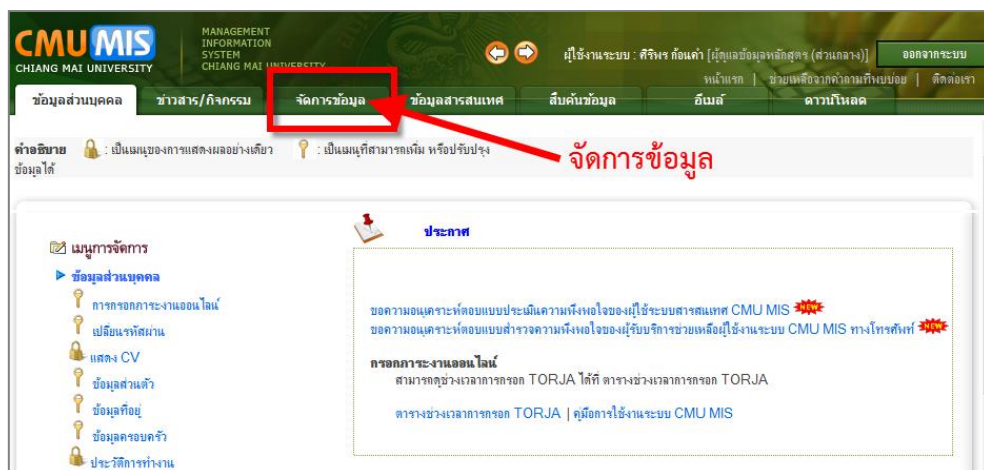 CMU MIS
CHIANG MAI UNIVERSITY
MANAGEMENT
INFORMATION
SYSTEM
CHIANG MAI UNIVERSITY
ผู้ใช้งานระบบ : ศิริพร ก้อนคำ [ผู้ดูแลข้อมูลหลักสูตร (ส่วนกลาง)] ออกจากระบบ
หน้าแรก | ช่วยเหลือจากคำถามที่พบบ่อย | ติดต่อเรา
ข้อมูลส่วนบุคคล ข่าวสาร/กิจกรรม จัดการข้อมูล ข้อมูลสารสนเทศ สืบค้นข้อมูล อีเมล์ ดาวน์โหลด
คำอธิบาย : เป็นเมนูของการแสดงผลอย่างเดียว : เป็นเมนูที่สามารถเพิ่ม หรือปรับปรุง
ข้อมูลได้
จัดการข้อมูล
ประกาศ
เมนูการจัดการ
ข้อมูลส่วนบุคคล
การกรอกภาระงานออนไลน์
เปลี่ยนรหัสผ่าน
แสดง CV
ข้อมูลส่วนตัว
ข้อมูลที่อยู่
ข้อมูลครอบครัว
ประวัติการทำงาน
ขอความอนุเคราะห์ตอบแบบประเมินความพึงพอใจของผู้ใช้ระบบสารสนเทศ CMU MIS NEW
ขอความอนุเคราะห์ตอบแบบสำรวจความพึงพอใจของผู้รับบริการช่วยเหลือผู้ใช้งานระบบ CMU MIS ทางโทรศัพท์ NEW
กรอกภาระงานออนไลน์
สามารถดูช่วงเวลาการกรอก TORJA ได้ที่ ตารางช่วงเวลาการกรอก TORJA
ตารางช่วงเวลาการกรอก TORJA | คู่มือการใช้งานระบบ CMU MIS